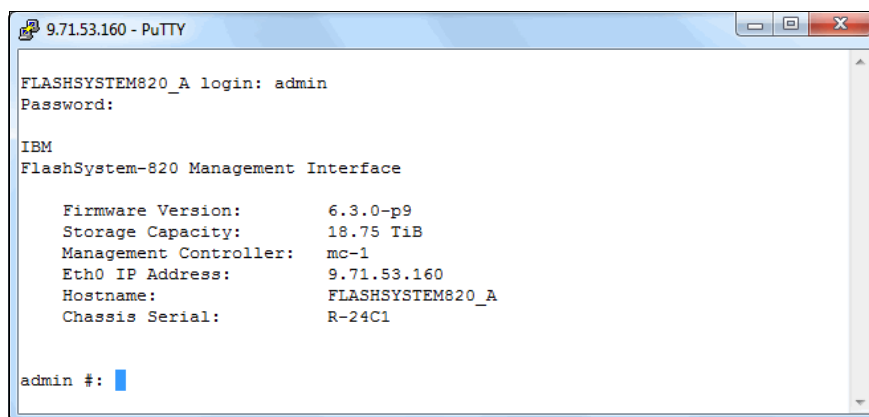 9.71.53.160 - PuTTY
FLASHSYSTEM820_A login: admin
Password:
IBM
FlashSystem-820 Management Interface
Firmware Version: 6.3.0-p9
Storage Capacity: 18.75 TiB
Management Controller: mc-1
Eth0 IP Address: 9.71.53.160
Hostname: FLASHSYSTEM820_A
Chassis Serial: R-24C1
admin #: